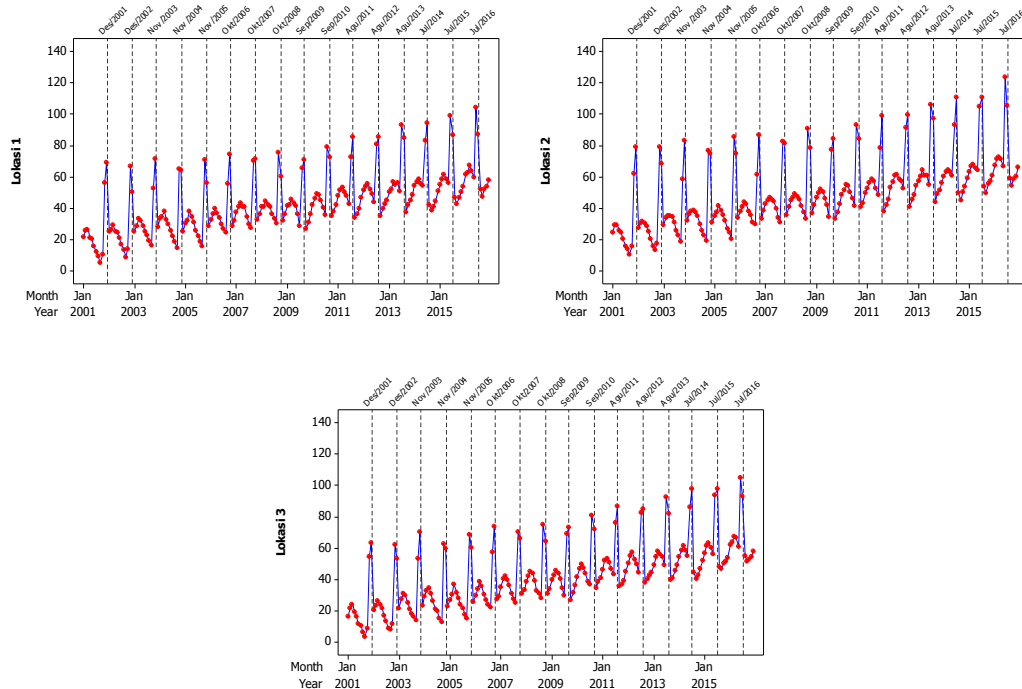 Des/2001 Des/2002 Nov/2003 Nov/2004 Nov/2005 Okt/2006 Okt/2007 Okt/2008 Sep/2009 Sep/2010 Agu/2011 Agu/2012 Agu/2013 Jul/2014 Jul/2015 Jul/2016
140
120
100
80
60
40
20
0
Lokasi 1
Month Jan Jan Jan Jan Jan Jan Jan Jan
Year 2001 2003 2005 2007 2009 2011 2013 2015
Des/2001 Des/2002 Nov/2003 Nov/2004 Nov/2005 Okt/2006 Okt/2007 Okt/2008 Sep/2009 Sep/2010 Agu/2011 Agu/2012 Agu/2013 Jul/2014 Jul/2015 Jul/2016
140
120
100
80
60
40
20
0
Lokasi 2
Month Jan Jan Jan Jan Jan Jan Jan Jan
Year 2001 2003 2005 2007 2009 2011 2013 2015
Des/2001 Des/2002 Nov/2003 Nov/2004 Nov/2005 Okt/2006 Okt/2007 Okt/2008 Sep/2009 Sep/2010 Agu/2011 Agu/2012 Agu/2013 Jul/2014 Jul/2015 Jul/2016
140
120
100
80
60
40
20
0
Lokasi 3
Month Jan Jan Jan Jan Jan Jan Jan Jan
Year 2001 2003 2005 2007 2009 2011 2013 2015